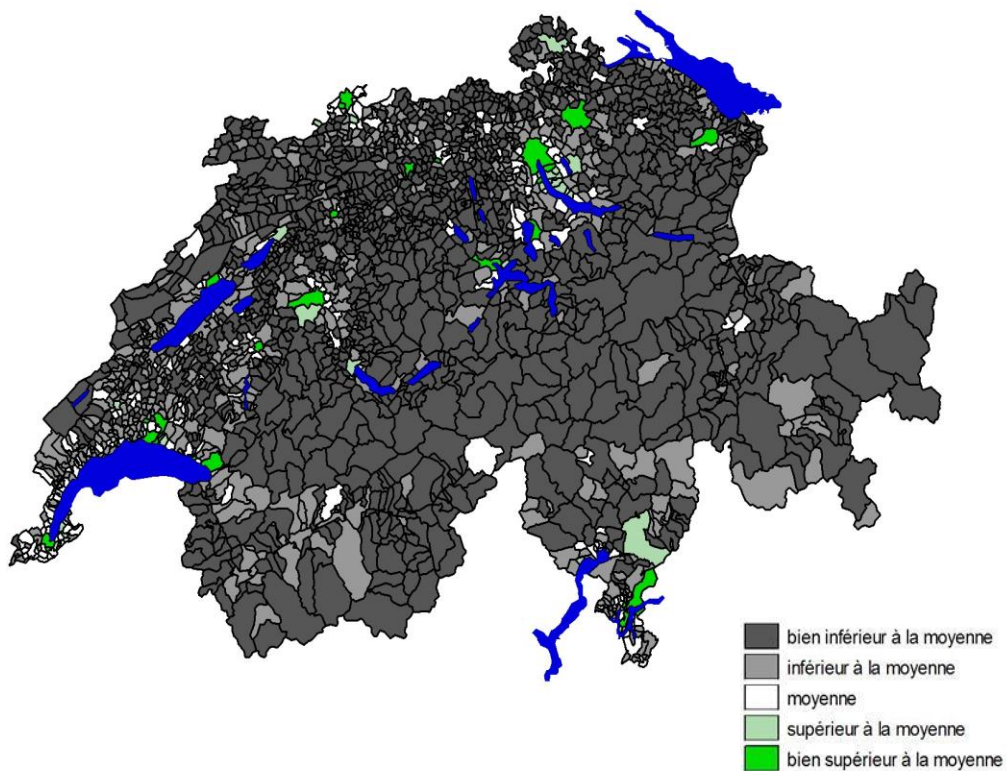 bien inférieur à la moyenne
inférieur à la moyenne
moyenne
supérieur à la moyenne
bien supérieur à la moyenne